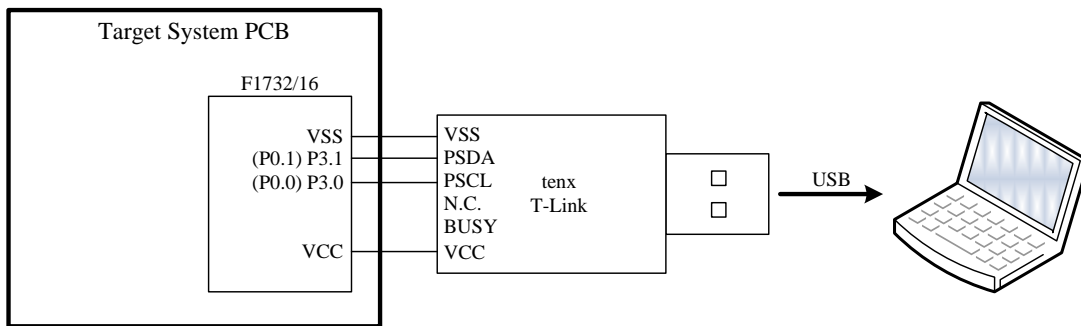 Target System PCB
F1732/16
VSS
(P0.1) P3.1
(P0.0) P3.0
VCC
VSS
PSDA
PSCL
N.C.
BUSY
VCC
tenx
T-Link
USB